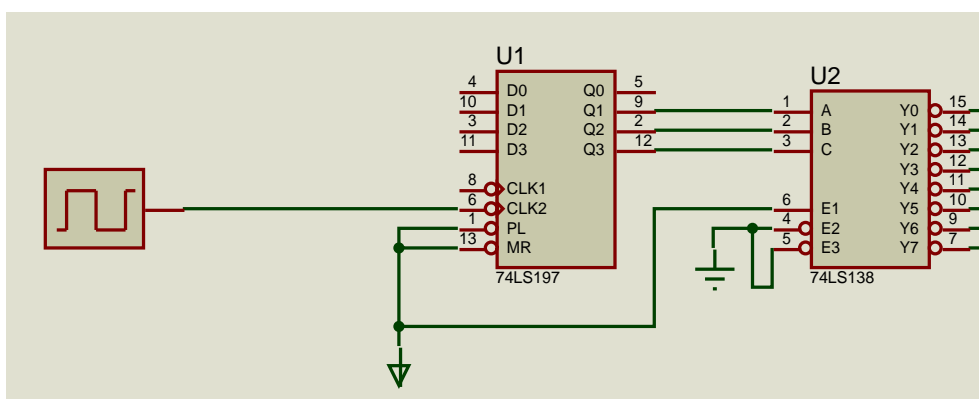 U1
4 D0 Q0 5
10 D1 Q1 9
3 D2 Q2 2
11 D3 Q3 12
8 CLK1
6 CLK2
1 PL
13 MR
74LS197
U2
1 A Y0 15
2 B Y1 14
3 C Y2 13
Y3 12
Y4 11
6 E1 Y5 10
4 E2 Y6 9
5 E3 Y7 7
74LS138